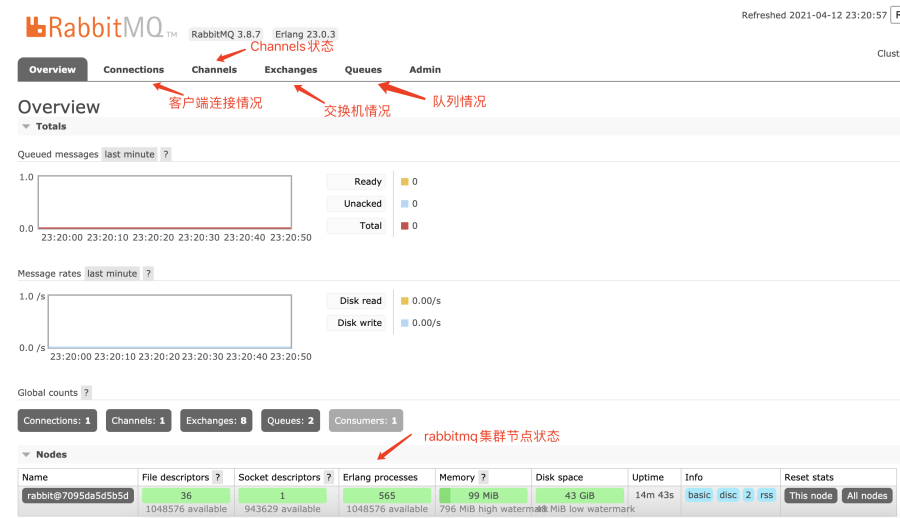 Refreshed 2021-04-12 23:20:57 R
RabbitMQ TM RabbitMQ 3.8.7 Erlang 23.0.3
Channels状态
Clust
Overview Connections Channels Exchanges Queues Admin
客户端连接情况 交换机情况 队列情况
Overview
Totals
Queued messages last minute ?
1.0
0.0
23:20:00 23:20:10 23:20:20 23:20:30 23:20:40 23:20:50
Ready 0
Unacked 0
Total 0
Message rates last minute ?
1.0 /s
0.0 /s
23:20:00 23:20:10 23:20:20 23:20:30 23:20:40 23:20:50
Disk read 0.00/s
Disk write 0.00/s
Global counts ?
Connections: 1 Channels: 1 Exchanges: 8 Queues: 2 Consumers: 1
rabbitmq集群节点状态
Nodes
Name File descriptors ? Socket descriptors ? Erlang processes Memory ? Disk space Uptime Info Reset stats
rabbit@7095da5d5b5d 36 1 565 99 MiB 43 GiB 14m 43s basic disc 2 rss This node All nodes
1048576 available 943629 available 1048576 available 796 MiB high watermark 48 MiB low watermark